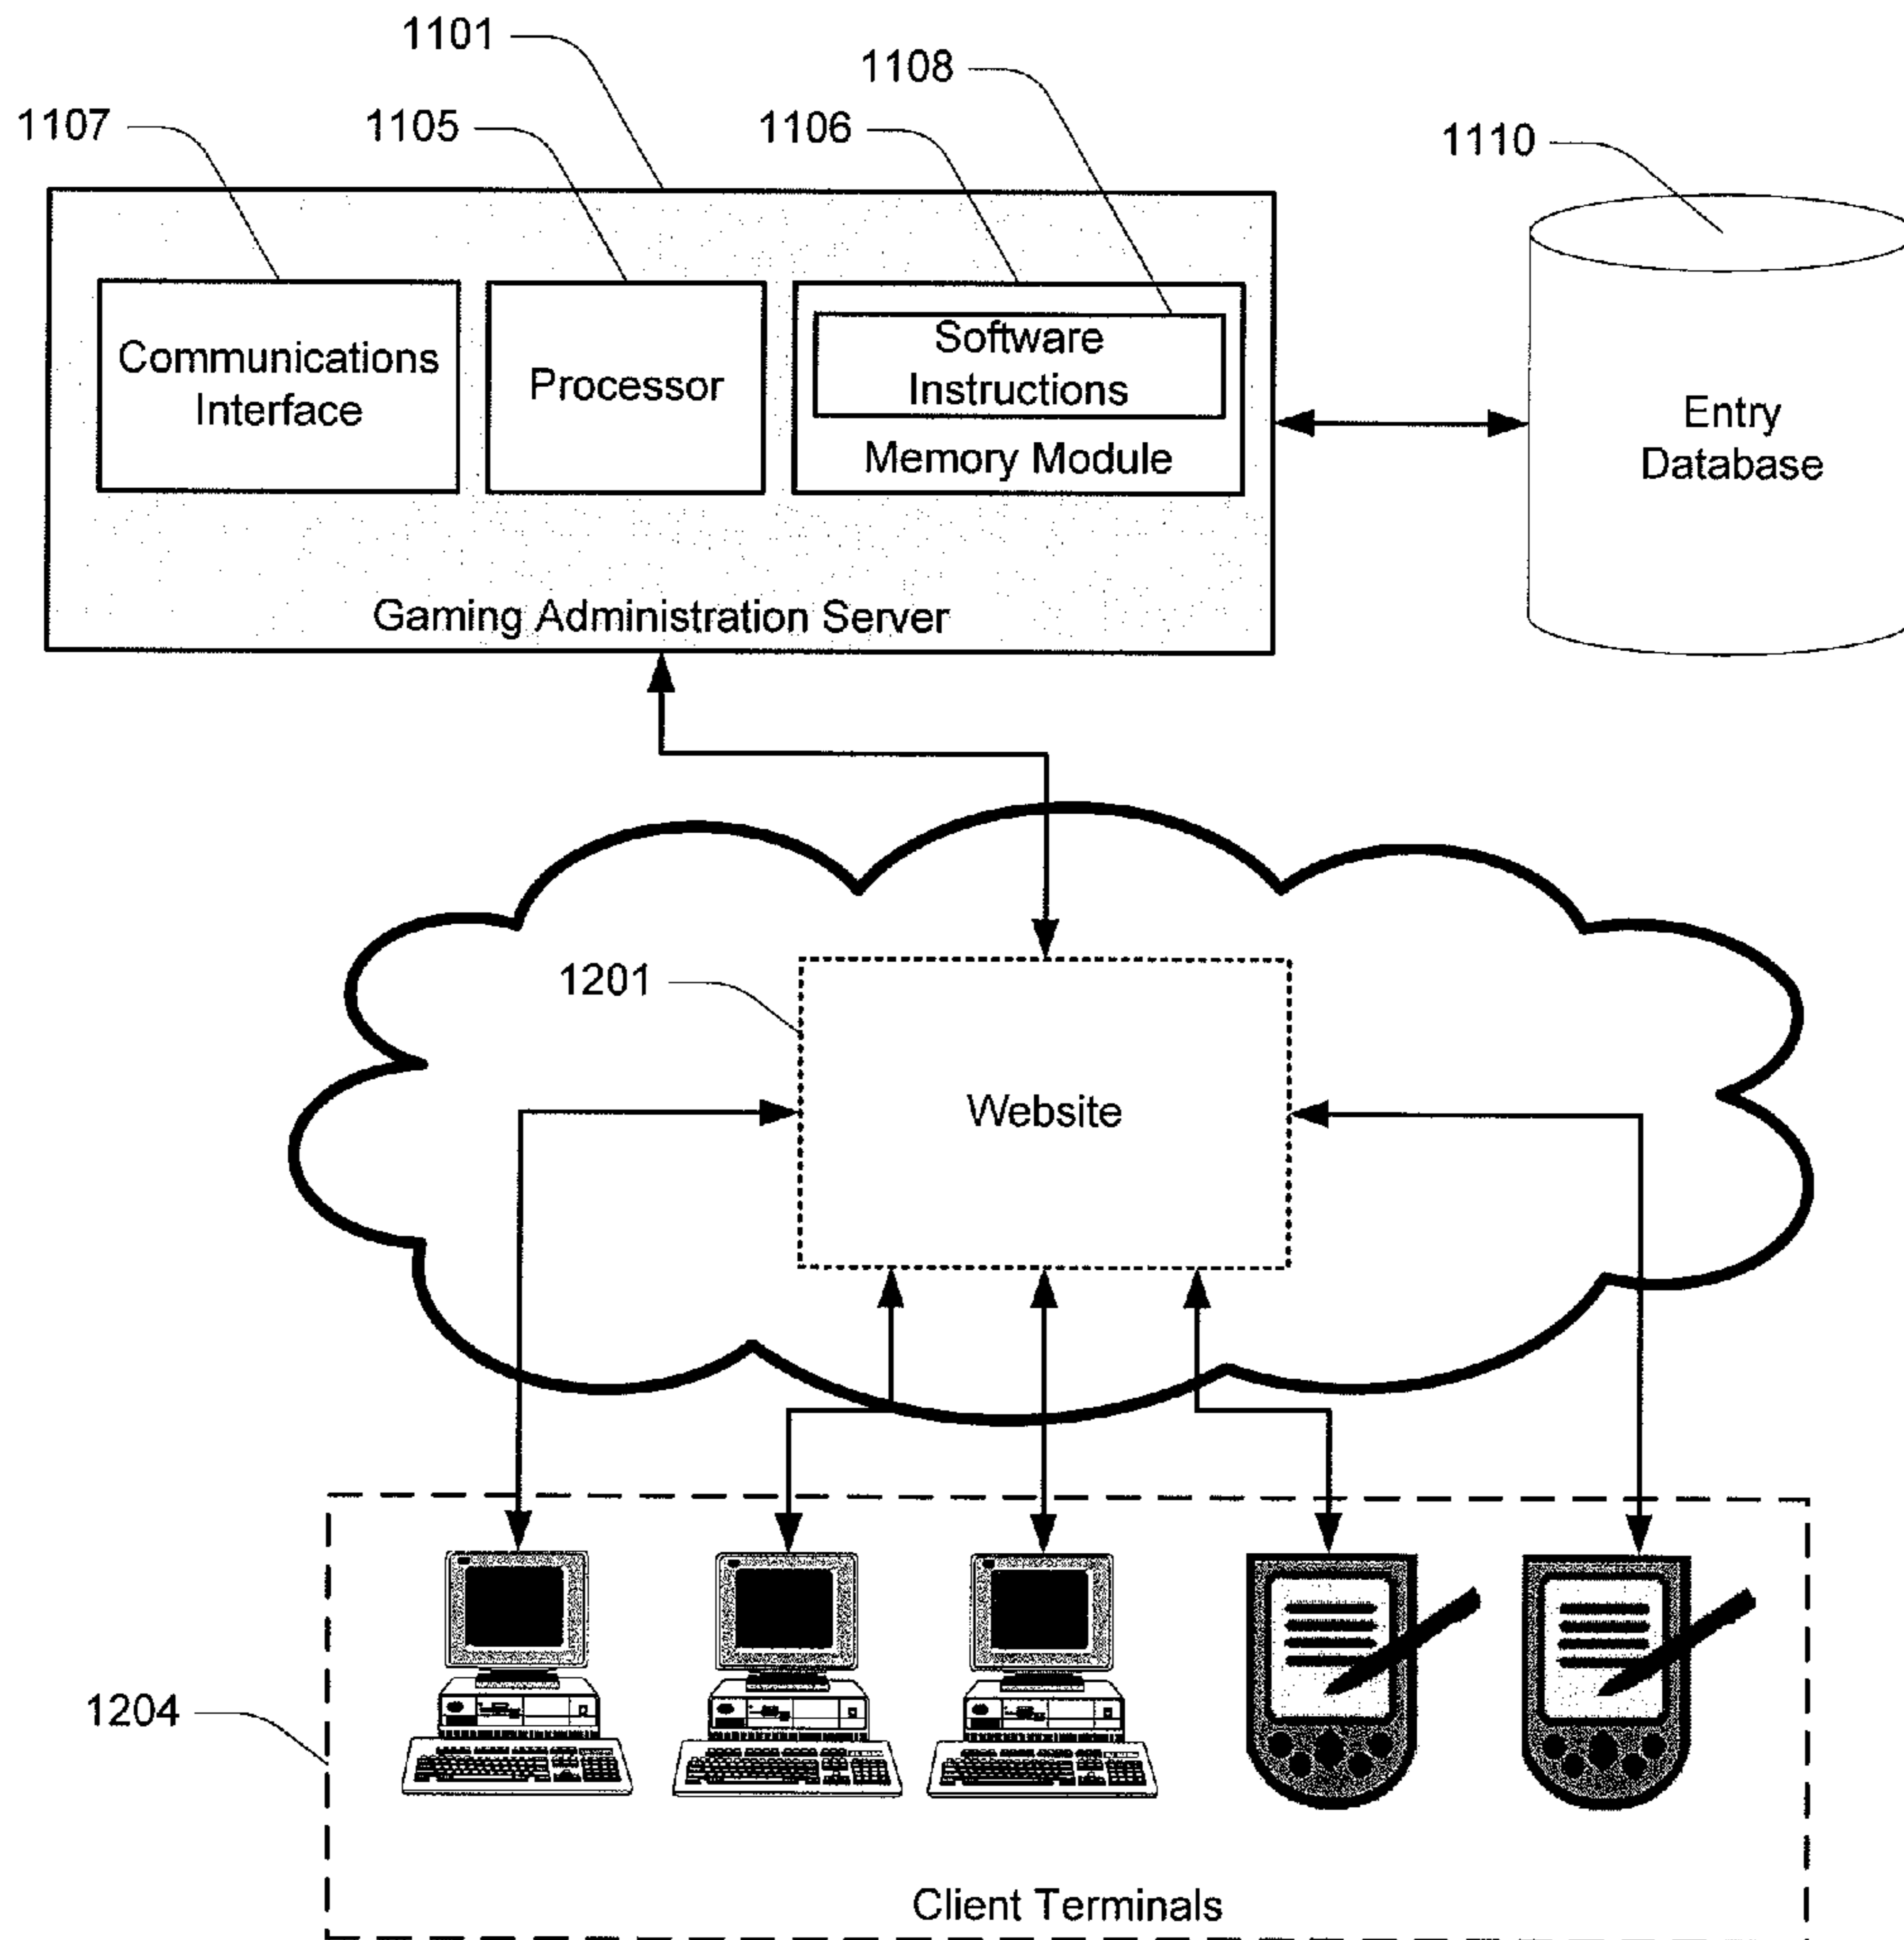 1101
1108
1107
1105
1106
1110
Communications
Interface
Processor
Software
Instructions
Memory Module
Entry
Database
Gaming Administration Server
1201
Website
1204
Client Terminals